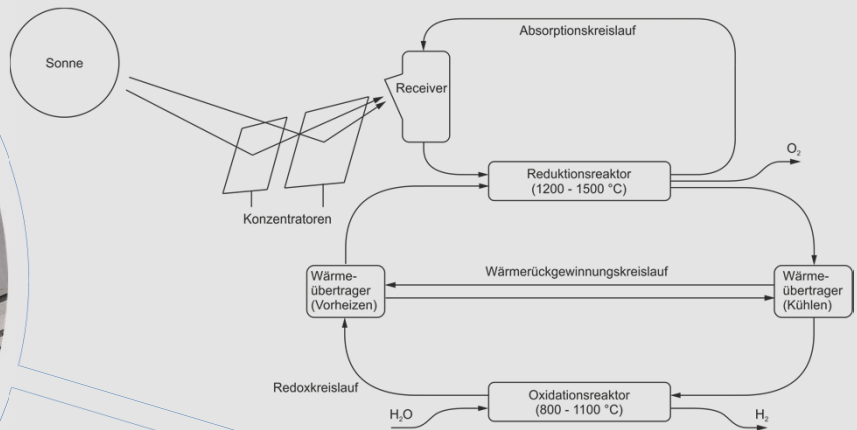 Sonne
Absorptionskreislauf
Receiver
O₂
Reduktionsreaktor
(1200 - 1500 °C)
Konzentratoren
Wärme-
übertrager
(Vorheizen)
Wärmerückgewinnungskreislauf
Wärme-
übertrager
(Kühlen)
Redoxkreislauf
Oxidationsreaktor
(800 - 1100 °C)
H₂O
H₂